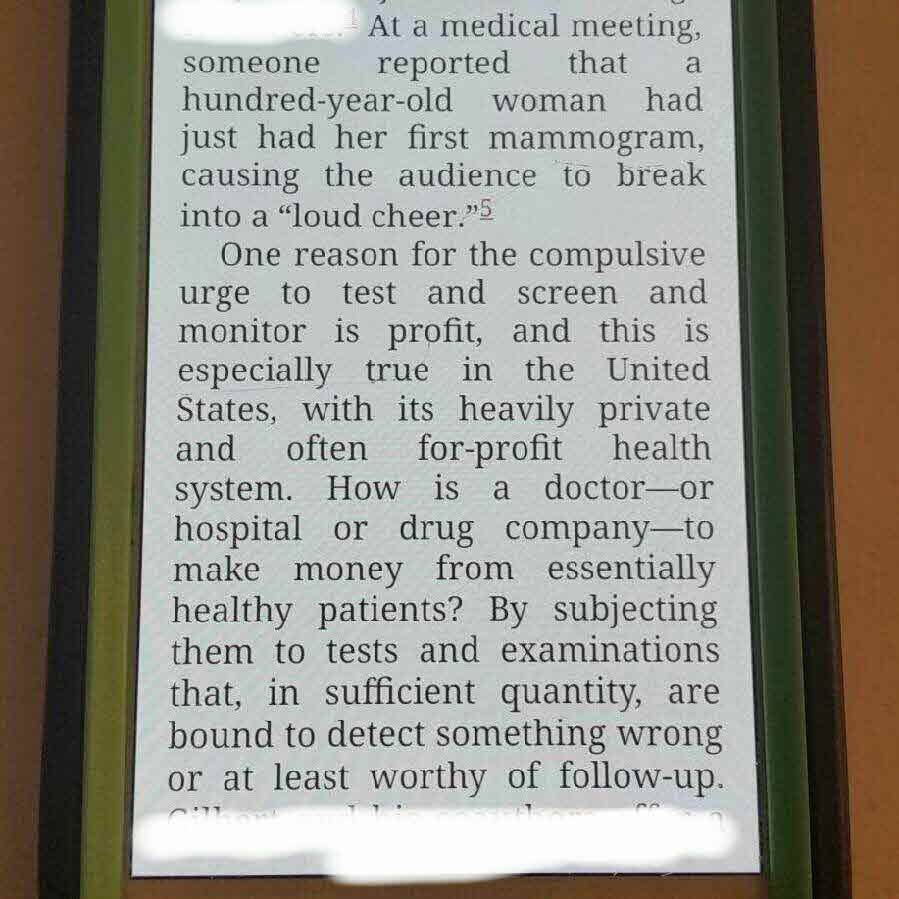 At a medical meeting,
someone reported that a
hundred-year-old woman had
just had her first mammogram,
causing the audience to break
into a “loud cheer.”5
One reason for the compulsive
urge to test and screen and
monitor is profit, and this is
especially true in the United
States, with its heavily private
and often for-profit health
system. How is a doctor—or
hospital or drug company—to
make money from essentially
healthy patients? By subjecting
them to tests and examinations
that, in sufficient quantity, are
bound to detect something wrong
or at least worthy of follow-up.